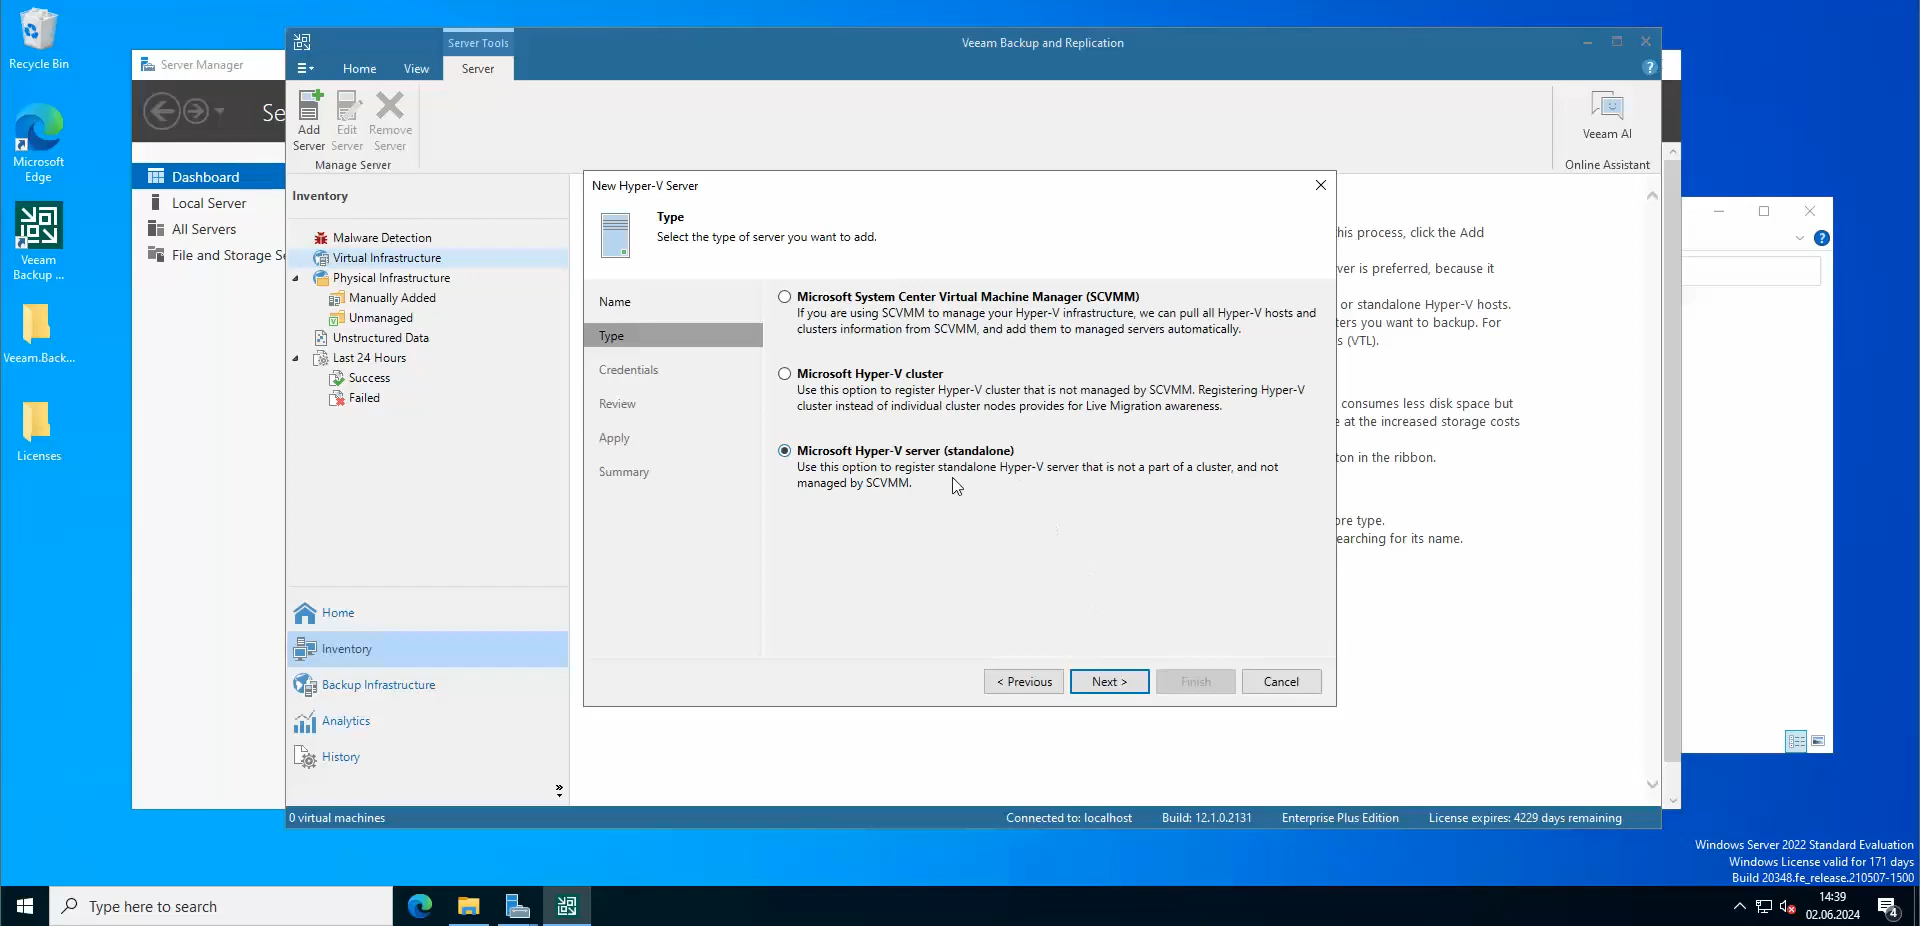 Recycle Bin
Microsoft
Edge
Veeam
Backup ...
Veeam.Back...
Licenses
Server Manager
Se
Dashboard
Local Server
All Servers
File and Storage Se
Server Tools
Veeam Backup and Replication
Home
View
Server
?
Add
Server
Edit
Server
Remove
Server
Manage Server
Veeam AI
Online Assistant
Inventory
Malware Detection
Virtual Infrastructure
Physical Infrastructure
Manually Added
Unmanaged
Unstructured Data
Last 24 Hours
Success
Failed
Home
Inventory
Backup Infrastructure
Analytics
History
New Hyper-V Server
Type
Select the type of server you want to add.
Name
Type
Credentials
Review
Apply
Summary
Microsoft System Center Virtual Machine Manager (SCVMM)
If you are using SCVMM to manage your Hyper-V infrastructure, we can pull all Hyper-V hosts and
clusters information from SCVMM, and add them to managed servers automatically.
Microsoft Hyper-V cluster
Use this option to register Hyper-V cluster that is not managed by SCVMM. Registering Hyper-V
cluster instead of individual cluster nodes provides for Live Migration awareness.
Microsoft Hyper-V server (standalone)
Use this option to register standalone Hyper-V server that is not a part of a cluster, and not
managed by SCVMM.
< Previous
Next >
Finish
Cancel
his process, click the Add
ver is preferred, because it
or standalone Hyper-V hosts.
ters you want to backup. For
s (VTL).
consumes less disk space but
e at the increased storage costs
ton in the ribbon.
ore type.
earching for its name.
?
0 virtual machines
Connected to: localhost
Build: 12.1.0.2131
Enterprise Plus Edition
License expires: 4229 days remaining
Windows Server 2022 Standard Evaluation
Windows License valid for 171 days
Build 20348.fe_release.210507-1500
Type here to search
14:39
02.06.2024
4